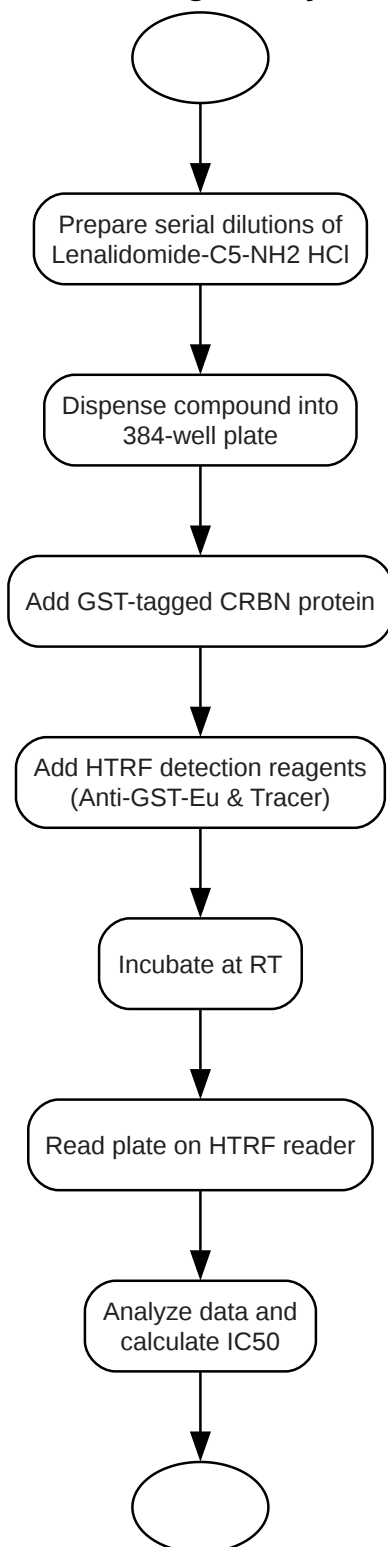 Prepare serial dilutions of
Lenalidomide-C5-NH2 HCl
Dispense compound into
384-well plate
Add GST-tagged CRBN protein
Add HTRF detection reagents
(Anti-GST-Eu & Tracer)
Incubate at RT
Read plate on HTRF reader
Analyze data and
calculate IC50